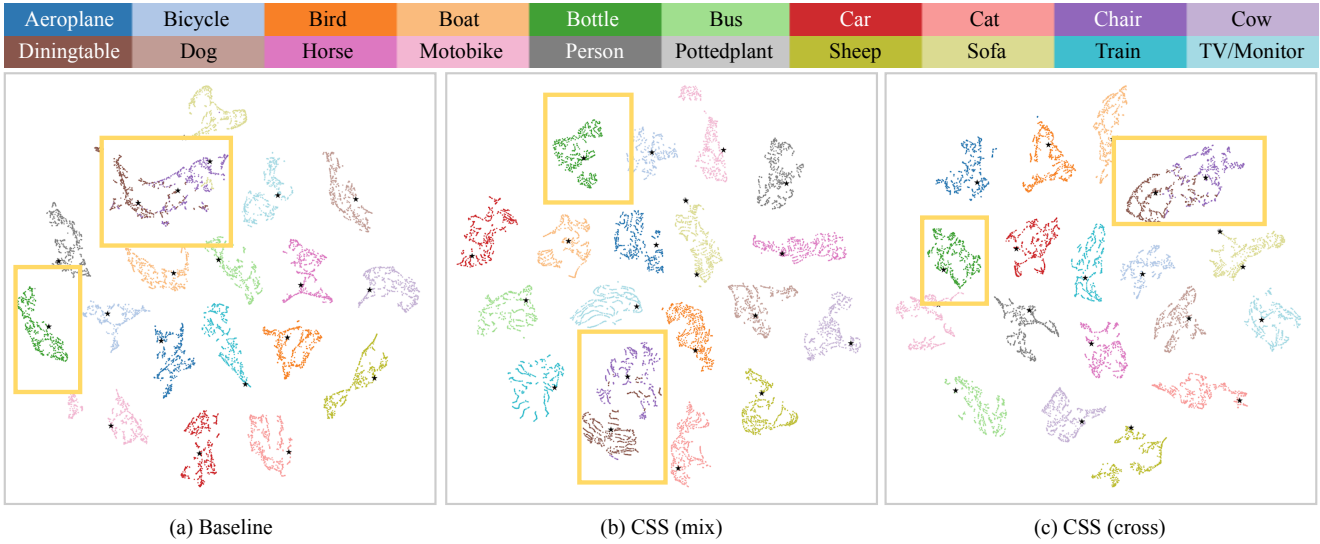 Aeroplane Bicycle Bird Boat Bottle Bus Car Cat Chair Cow
Diningtable Dog Horse Motobike Person Pottedplant Sheep Sofa Train TV/Monitor
(a) Baseline (b) CSS (mix) (c) CSS (cross)